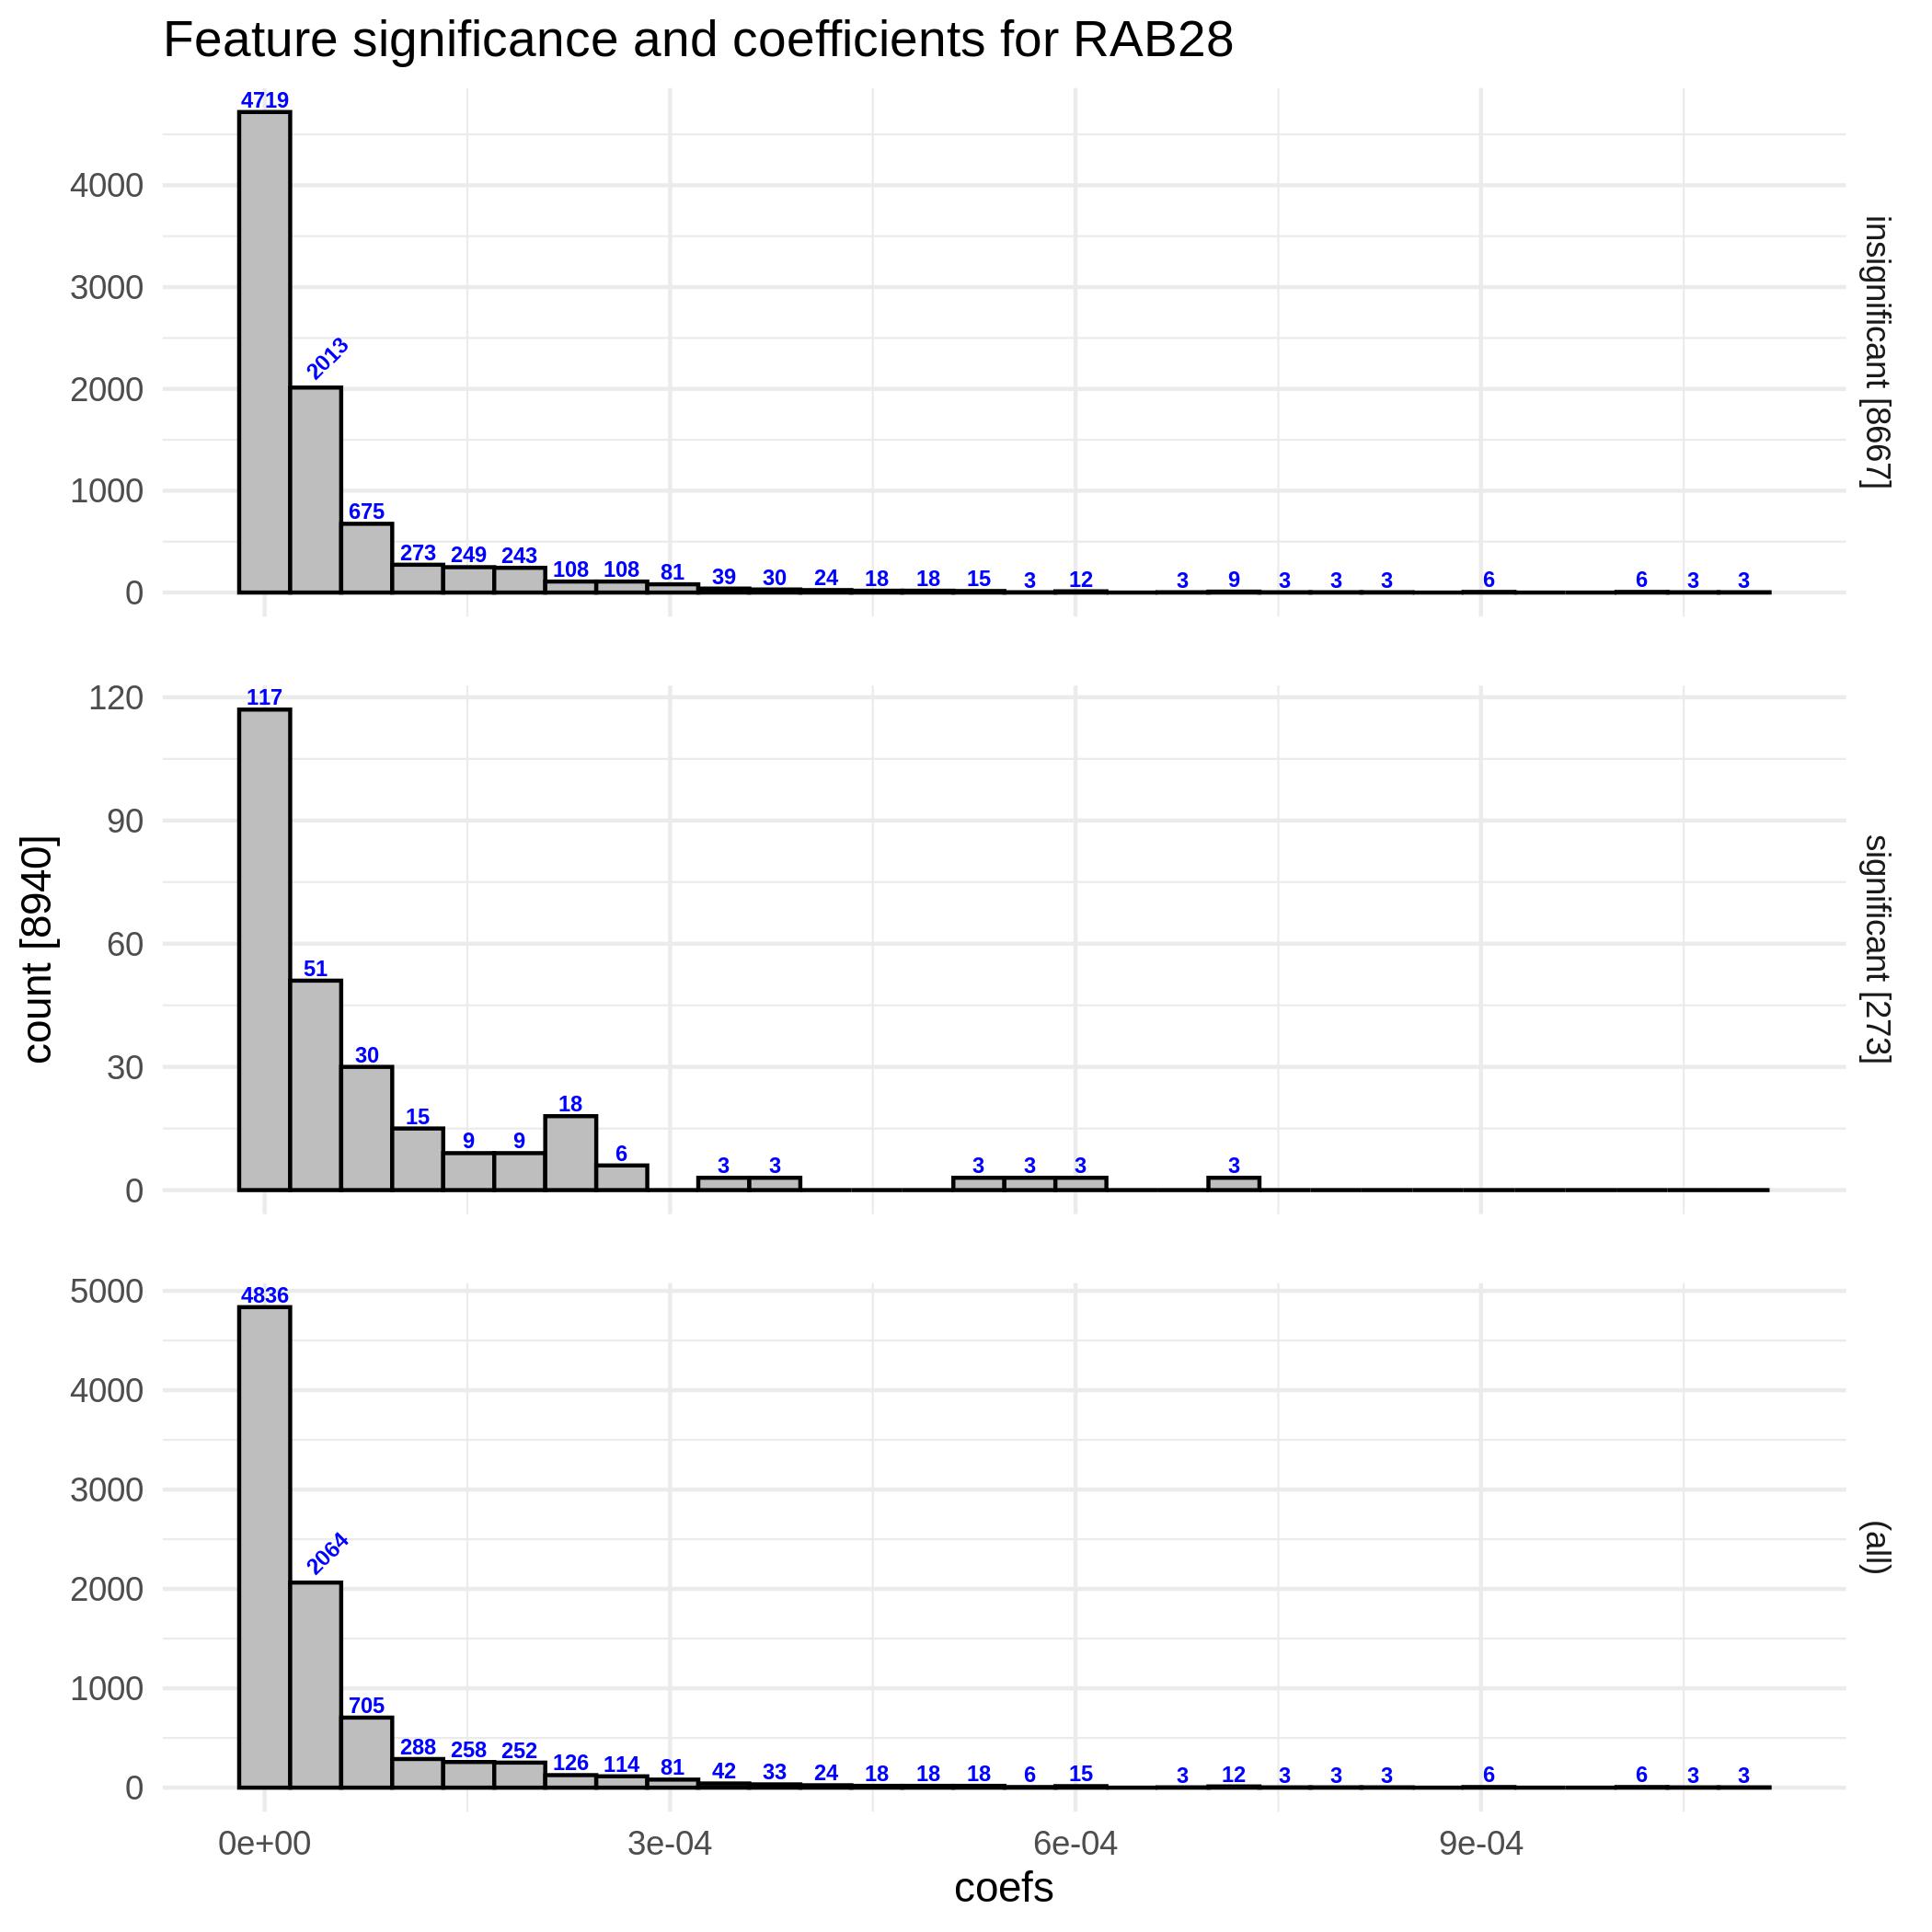 Feature significance and coefficients for RAB28
4719
4000
3000
2013
2000
1000
675
273 249 243 108 108 81 39 30 24 18 18 15 3 12 3 9 3 3 3 6 6 3 3
0
insignificant [8667]
120
117
90
60
51
30
30
15 9 9 18 6 3 3 3 3 3 3
0
significant [273]
count [8940]
5000
4836
4000
3000
2064
2000
1000
705
288 258 252 126 114 81 42 33 24 18 18 18 6 15 3 12 3 3 3 6 6 3 3
0
(all)
0e+00 3e-04 6e-04 9e-04
coefs